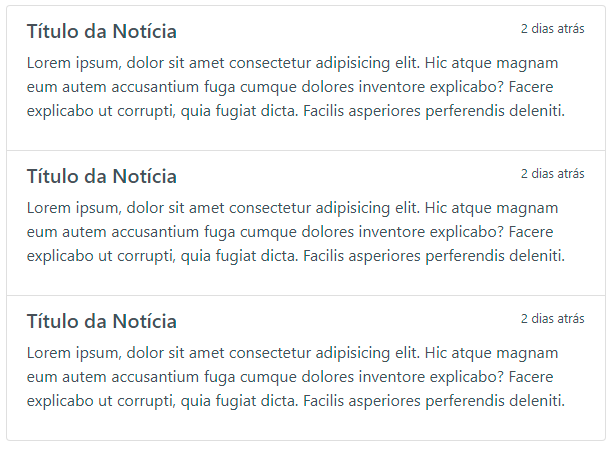 Título da Notícia
2 dias atrás
Lorem ipsum, dolor sit amet consectetur adipisicing elit. Hic atque magnam
eum autem accusantium fuga cumque dolores inventore explicabo? Facere
explicabo ut corrupti, quia fugiat dicta. Facilis asperiores perferendis deleniti.
Título da Notícia
2 dias atrás
Lorem ipsum, dolor sit amet consectetur adipisicing elit. Hic atque magnam
eum autem accusantium fuga cumque dolores inventore explicabo? Facere
explicabo ut corrupti, quia fugiat dicta. Facilis asperiores perferendis deleniti.
Título da Notícia
2 dias atrás
Lorem ipsum, dolor sit amet consectetur adipisicing elit. Hic atque magnam
eum autem accusantium fuga cumque dolores inventore explicabo? Facere
explicabo ut corrupti, quia fugiat dicta. Facilis asperiores perferendis deleniti.